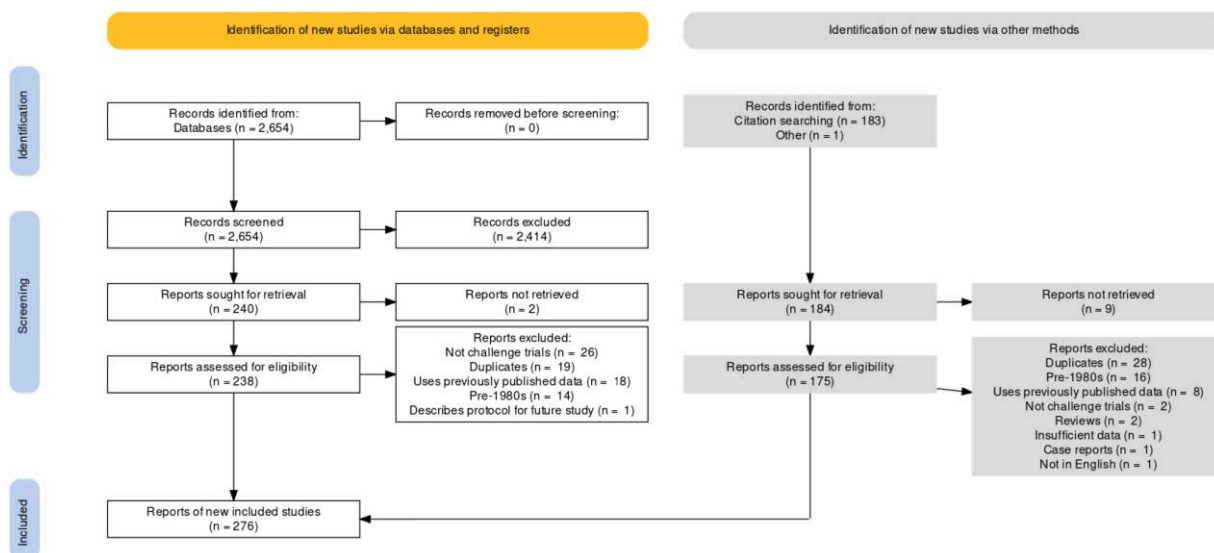 Identification of new studies via databases and registers
Identification of new studies via other methods
Identification
Records identified from:
Databases (n = 2,654)
Records removed before screening:
(n = 0)
Records identified from:
Citation searching (n = 183)
Other (n = 1)
Screening
Records screened
(n = 2,654)
Records excluded
(n = 2,414)
Reports sought for retrieval
(n = 240)
Reports not retrieved
(n = 2)
Reports sought for retrieval
(n = 184)
Reports not retrieved
(n = 9)
Reports assessed for eligibility
(n = 238)
Reports excluded:
Not challenge trials (n = 26)
Duplicates (n = 19)
Uses previously published data (n = 18)
Pre-1980s (n = 14)
Describes protocol for future study (n = 1)
Reports assessed for eligibility
(n = 175)
Reports excluded:
Duplicates (n = 28)
Pre-1980s (n = 16)
Uses previously published data (n = 8)
Not challenge trials (n = 2)
Reviews (n = 2)
Insufficient data (n = 1)
Case reports (n = 1)
Not in English (n = 1)
Included
Reports of new included studies
(n = 276)